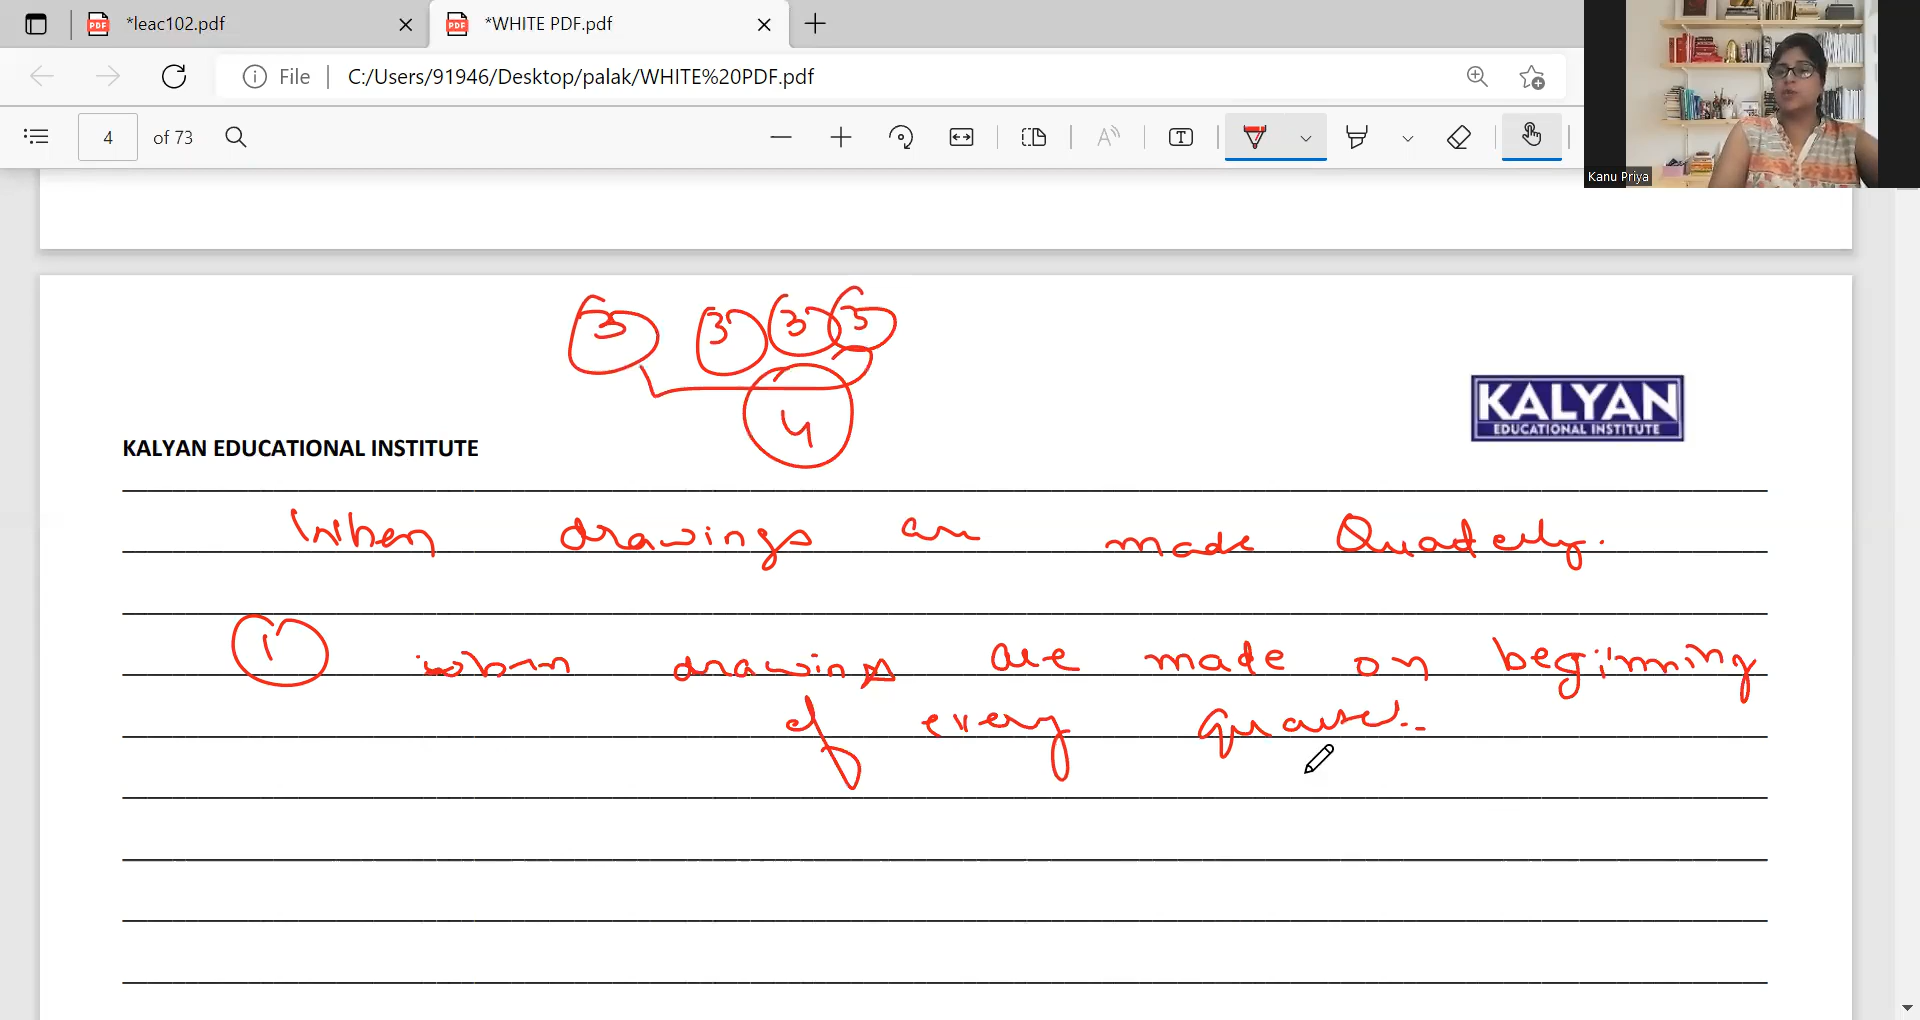 *leac102.pdf
*WHITE PDF.pdf
File
C:/Users/91946/Desktop/palak/WHITE%20PDF.pdf
4 of 73
Kanu Priya
3 3 3 3
4
KALYAN
EDUCATIONAL INSTITUTE
KALYAN EDUCATIONAL INSTITUTE
When drawings are made Quaterly.
1 when drawings are made on beginning
of every